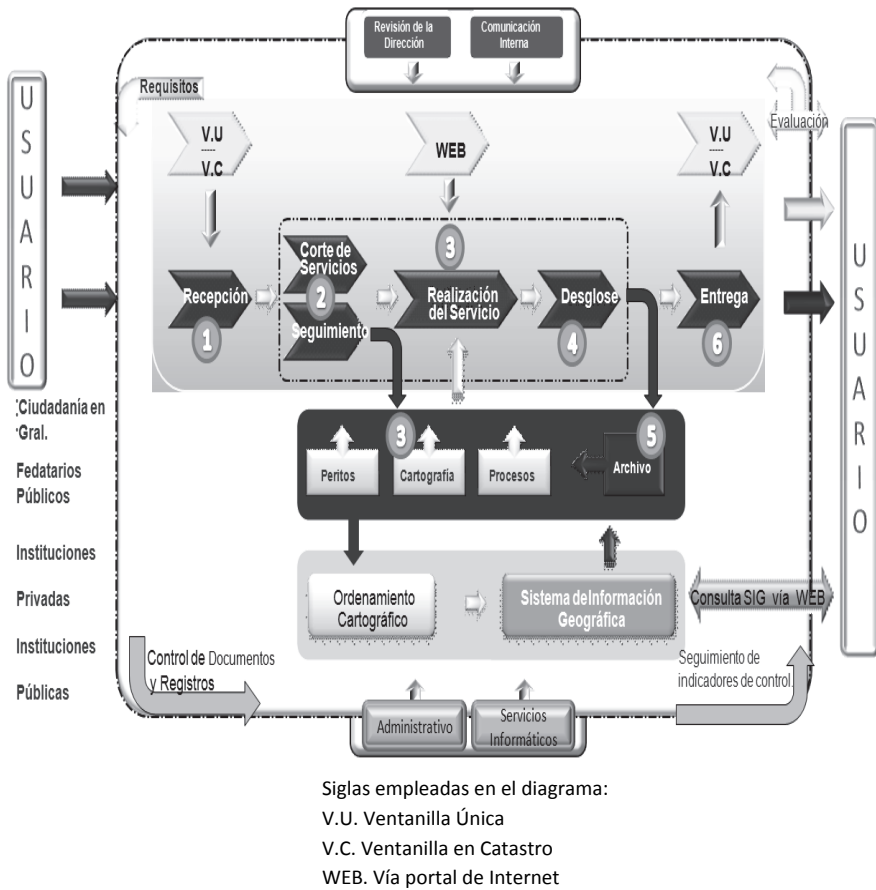 Revisión de la
Dirección
Comunicación
Interna
USUARIO
Requisitos
Evaluación
V.U
V.C
WEB
V.U
V.C
USUARIO
Corte de
Servicios
3
Recepción
2
Realización
del Servicio
Desglose
Entrega
1
Seguimiento
4
6
Ciudadanía en
Gral.
3
5
Peritos
Cartografía
Procesos
Archivo
Fedatarios
Públicos
Instituciones
Privadas
Ordenamiento
Cartográfico
Sistema de Información
Geográfica
Consulta SIG vía WEB
Instituciones
Públicas
Control de Documentos
y Registros
Seguimiento de
indicadores de control.
Administrativo
Servicios
Informáticos
Siglas empleadas en el diagrama:
V.U. Ventanilla Única
V.C. Ventanilla en Catastro
WEB. Vía portal de Internet